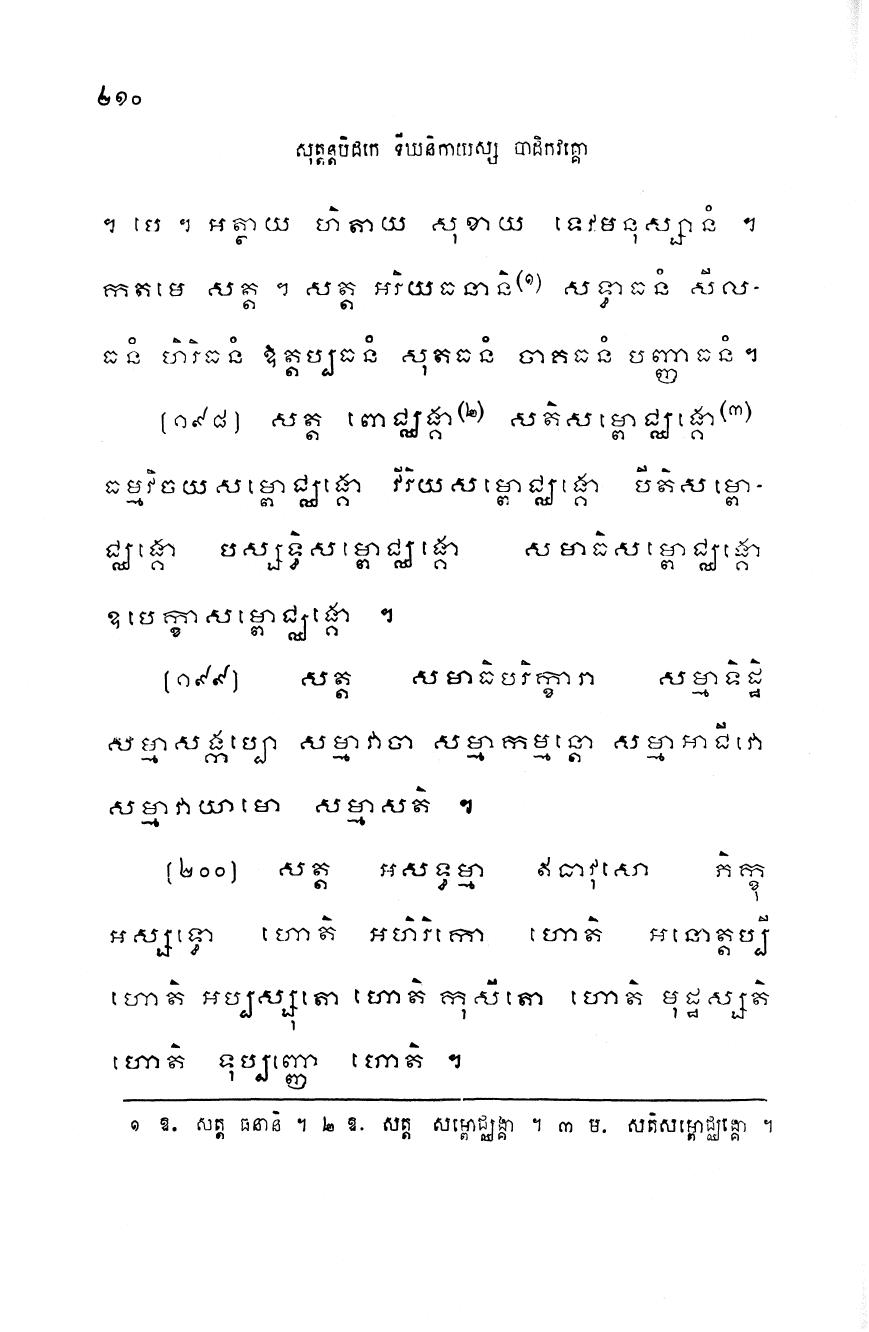 ២១០
សុត្តន្តបិដកេ ទីឃនិកាយស្ស បាដិកវគ្គោ
។ បេ ។ អត្ថាយ ហិតាយ សុខាយ ទេវមនុស្សានំ ។
កតមេ សត្ត ។ សត្ត អរិយធនានិ(១) សទ្ធាធនំ សីល-
ធនំ ហិរិធនំ ឱត្តប្បធនំ សុតធនំ ចាគធនំ បញ្ញាធនំ។
(១៩៨) សត្ត ពោជ្ឈង្គា(២) សតិសម្ពោជ្ឈង្គោ(៣)
ធម្មវិចយសម្ពោជ្ឈង្គោ វីរិយសម្ពោជ្ឈង្គោ បីតិសម្ពោ-
ជ្ឈង្គោ បស្សទ្ធិសម្ពោជ្ឈង្គោ សមាធិសម្ពោជ្ឈង្គោ
ឧបេក្ខាសម្ពោជ្ឈង្គោ ។
(១៩៩) សត្ត សមាធិបរិក្ខារា សម្មាទិដ្ឋិ
សម្មាសង្កប្បោ សម្មាវាចា សម្មាកម្មន្តោ សម្មាអាជីវោ
សម្មាវាយាមោ សម្មាសតិ ។
(២០០) សត្ត អសទ្ធម្មា ឥធាវុសោ ភិក្ខុ
អស្សទ្ធោ ហោតិ អហិរិកោ ហោតិ អនោត្តប្បី
ហោតិ អប្បស្សុតោ ហោតិ កុសីតោ ហោតិ មុដ្ឋស្សតិ
ហោតិ ទុប្បញ្ញោ ហោតិ ។
១ ឱ. សត្ត ធនានិ ។ ២ ឱ. សត្ត សម្ពោជ្ឈង្គា ។ ៣ ម. សតិសម្ពោជ្ឈង្គោ ។